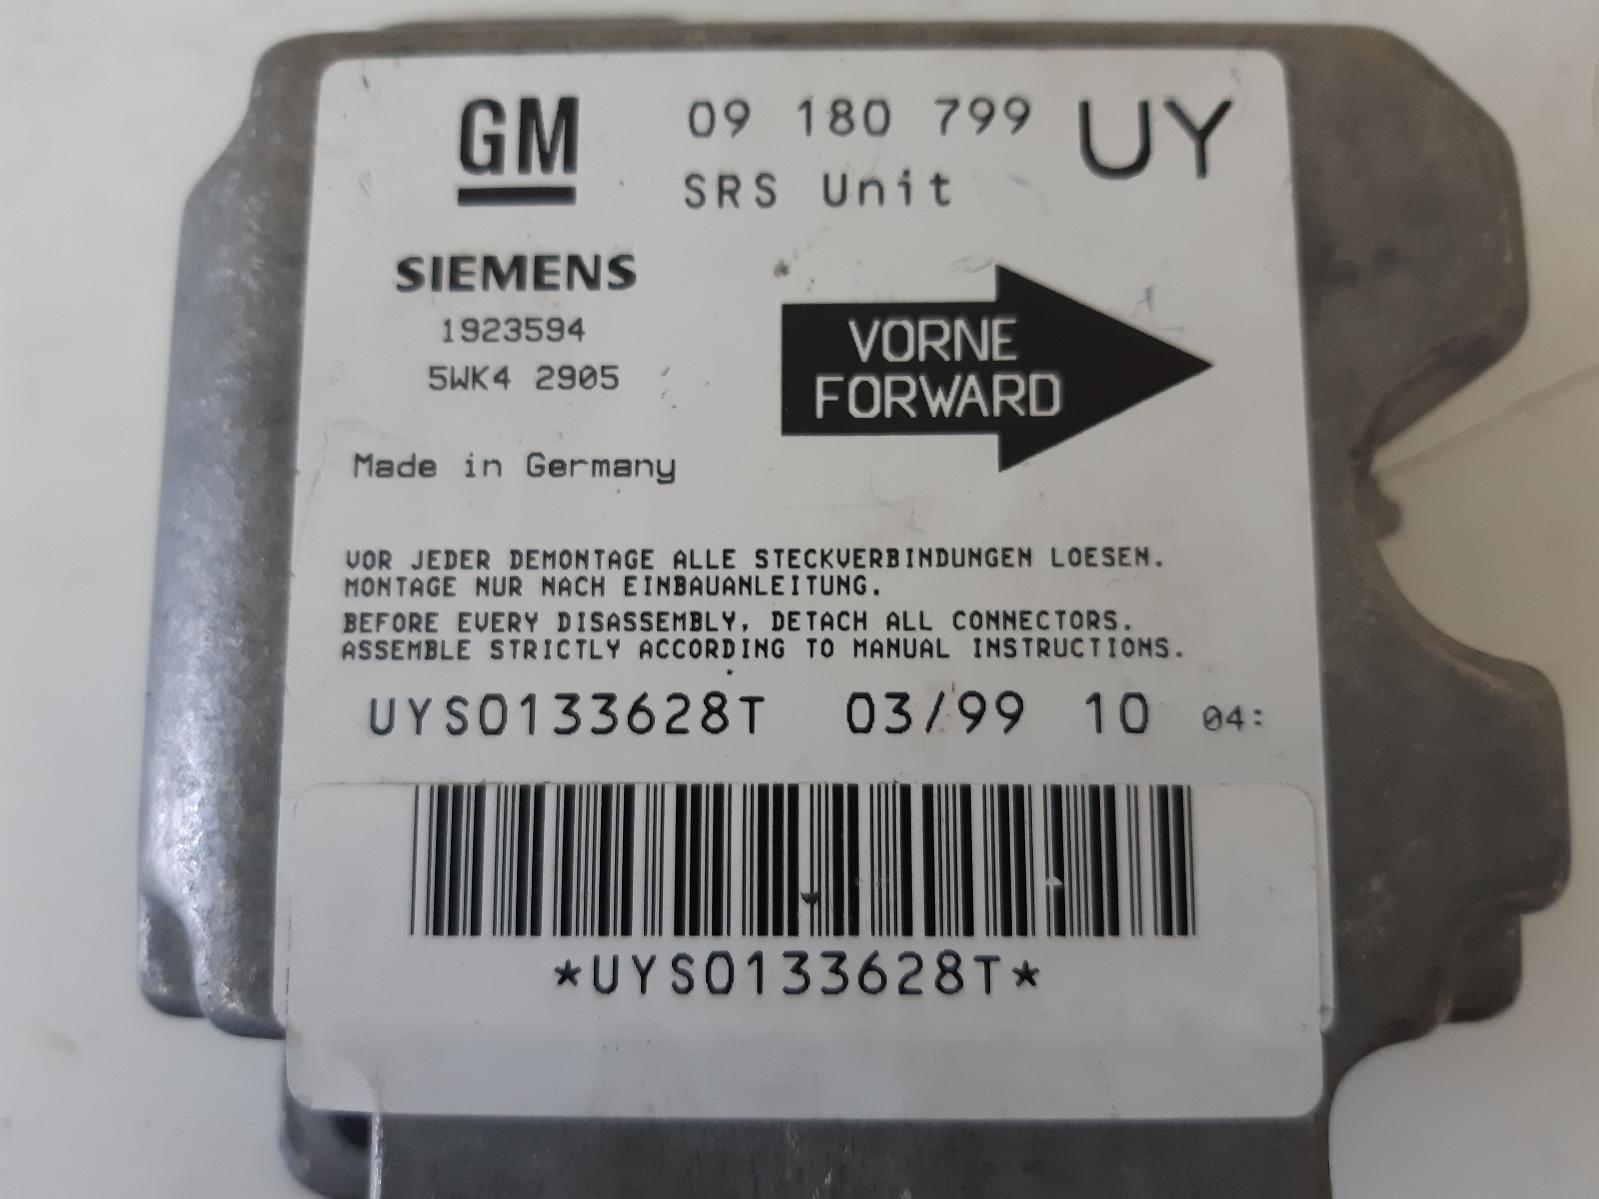 GM 09 180 799 UY
SRS Unit
SIEMENS
1923594
5WK4 2905
VORNE
FORWARD
Made in Germany
VOR JEDER DEMONTAGE ALLE STECKVERBINDUNGEN LOESEN.
MONTAGE NUR NACH EINBAUANLEITUNG.
BEFORE EVERY DISASSEMBLY, DETACH ALL CONNECTORS.
ASSEMBLE STRICTLY ACCORDING TO MANUAL INSTRUCTIONS.
UYS0133628T 03/99 10 04:
*UYS0133628T*